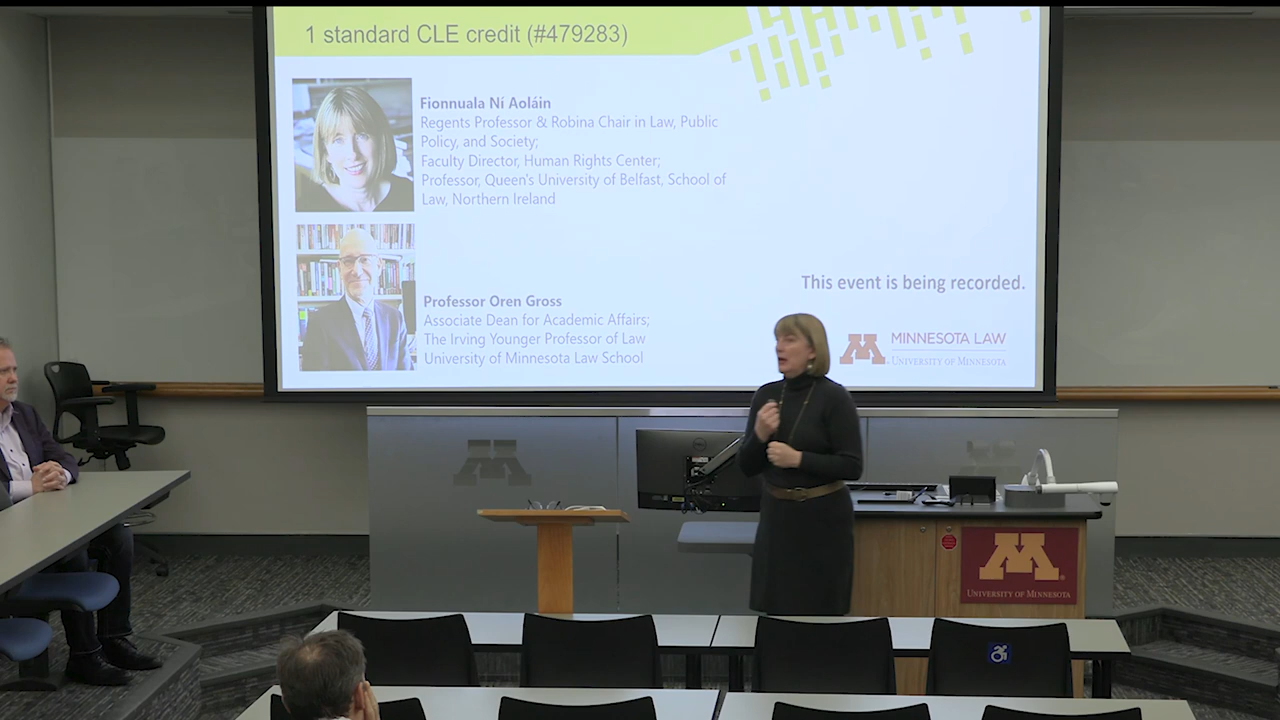 1 standard CLE credit (#479283)
Fionnuala Ní Aoláin
Regents Professor & Robina Chair in Law, Public
Policy, and Society;
Faculty Director, Human Rights Center;
Professor, Queen's University of Belfast, School of
Law, Northern Ireland
Professor Oren Gross
Associate Dean for Academic Affairs;
The Irving Younger Professor of Law
University of Minnesota Law School
This event is being recorded.
M
MINNESOTA LAW
UNIVERSITY OF MINNESOTA
M
DELL
M
UNIVERSITY OF MINNESOTA